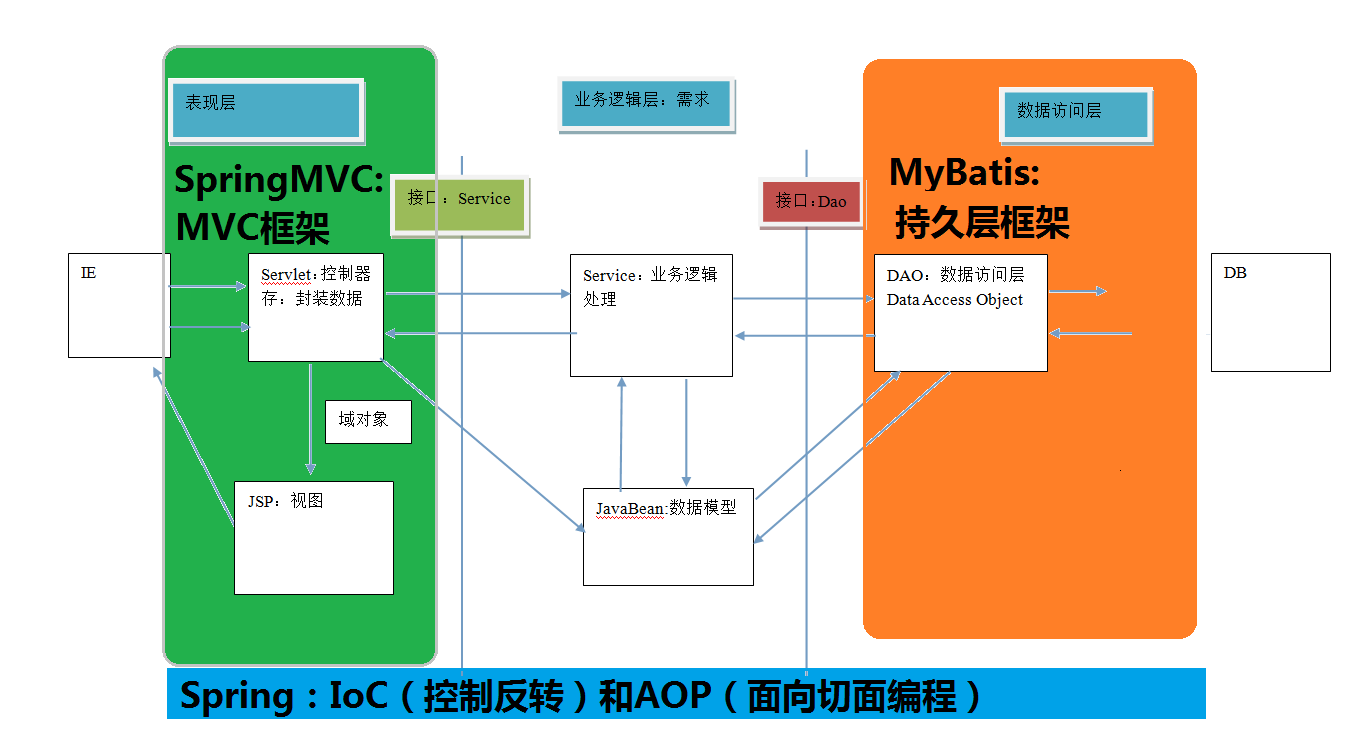 表现层
业务逻辑层：需求
数据访问层
SpringMVC:
MVC框架
接口：Service
接口:Dao
MyBatis:
持久层框架
IE
Servlet:控制器
存：封装数据
Service：业务逻辑
处理
DAO：数据访问层
Data Access Object
DB
域对象
JSP：视图
JavaBean:数据模型
Spring：IoC（控制反转）和AOP（面向切面编程）